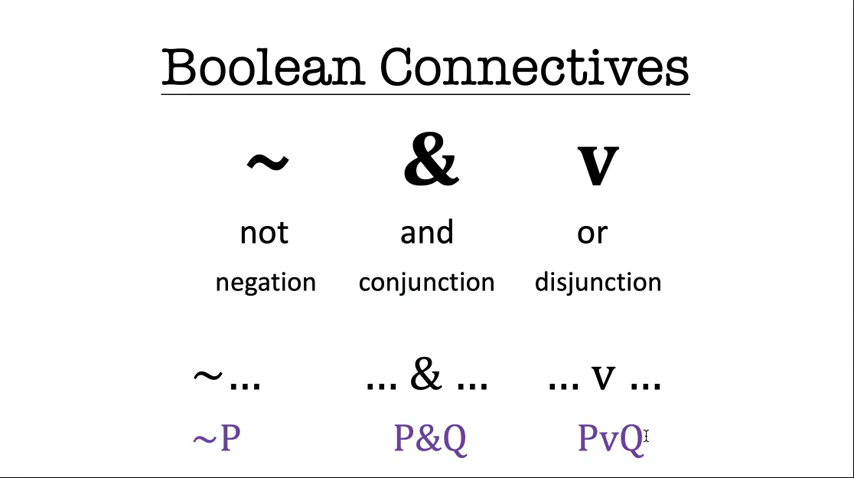 Boolean Connectives
~ & v
not and or
negation conjunction disjunction
~... ... & ... ... v ...
~P P&Q PvQ